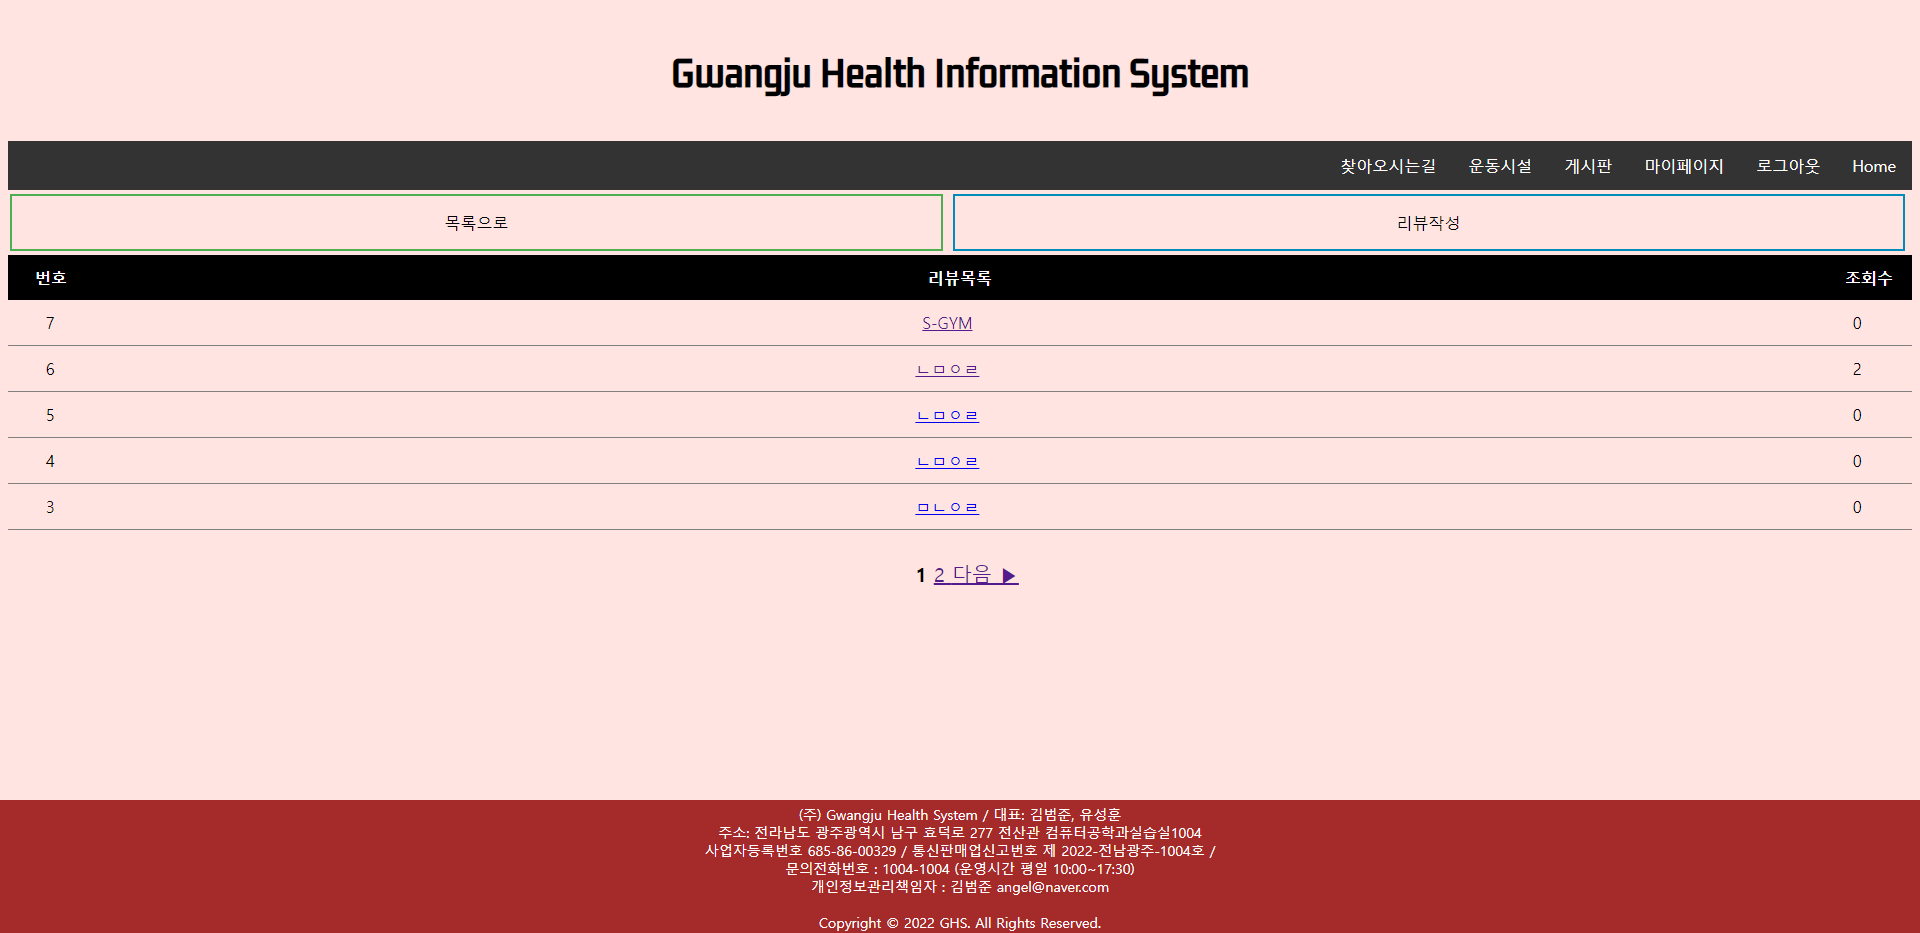 Gwangju Health Information System
찾아오시는길 운동시설 게시판 마이페이지 로그아웃 Home
목록으로 리뷰작성
번호 리뷰목록 조회수
7 S-GYM 0
6 ㄴㅁㅇㄹ 2
5 ㄴㅁㅇㄹ 0
4 ㄴㅁㅇㄹ 0
3 ㅁㄴㅇㄹ 0
1 2 다음 ▶
(주) Gwangju Health System / 대표: 김범준, 유성훈
주소: 전라남도 광주광역시 남구 효덕로 277 전산관 컴퓨터공학과실습실1004
사업자등록번호 685-86-00329 / 통신판매업신고번호 제 2022-전남광주-1004호 /
문의전화번호 : 1004-1004 (운영시간 평일 10:00~17:30)
개인정보관리책임자 : 김범준 angel@naver.com
Copyright © 2022 GHS. All Rights Reserved.